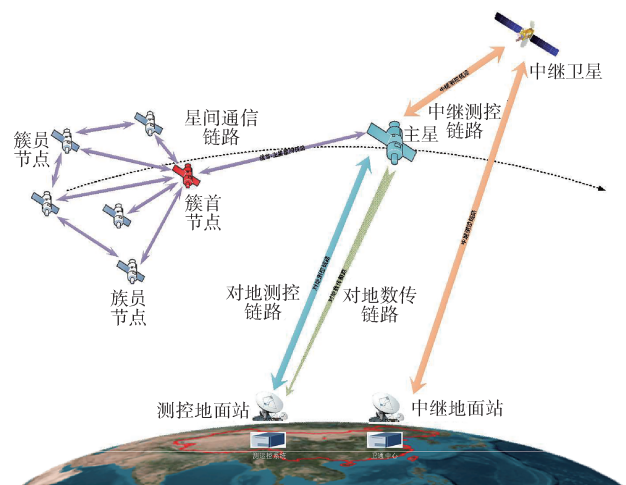 中继卫星
中继测控
链路
主星
星间通信
链路
簇员
节点
簇首
节点
族员
节点
对地测控
链路
对地数传
链路
测控地面站
中继地面站